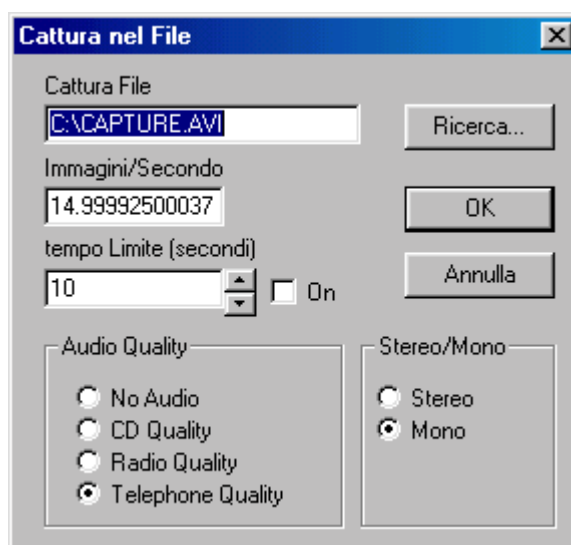 Cattura nel File
Cattura File
C:\CAPTURE.AVI
Ricerca...
Immagini/Secondo
14.99992500037
OK
tempo Limite (secondi)
10
On
Annulla
Audio Quality
No Audio
CD Quality
Radio Quality
Telephone Quality
Stereo/Mono
Stereo
Mono